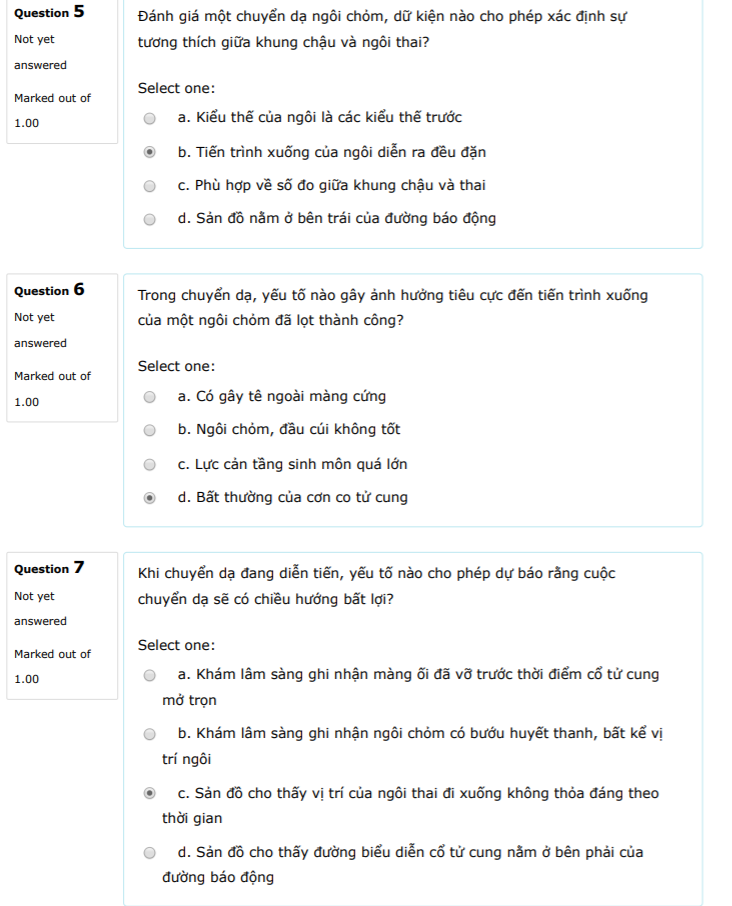 Question 5
Not yet
answered
Marked out of
1.00
Đánh giá một chuyển dạ ngôi chỏm, dữ kiện nào cho phép xác định sự
tương thích giữa khung chậu và ngôi thai?
Select one:
a. Kiểu thế của ngôi là các kiểu thế trước
b. Tiến trình xuống của ngôi diễn ra đều đặn
c. Phù hợp về số đo giữa khung chậu và thai
d. Sản đồ nằm ở bên trái của đường báo động
Question 6
Not yet
answered
Marked out of
1.00
Trong chuyển dạ, yếu tố nào gây ảnh hưởng tiêu cực đến tiến trình xuống
của một ngôi chỏm đã lọt thành công?
Select one:
a. Có gây tê ngoài màng cứng
b. Ngôi chỏm, đầu cúi không tốt
c. Lực cản tầng sinh môn quá lớn
d. Bất thường của cơn co tử cung
Question 7
Not yet
answered
Marked out of
1.00
Khi chuyển dạ đang diễn tiến, yếu tố nào cho phép dự báo rằng cuộc
chuyển dạ sẽ có chiều hướng bất lợi?
Select one:
a. Khám lâm sàng ghi nhận màng ối đã vỡ trước thời điểm cổ tử cung
mở trọn
b. Khám lâm sàng ghi nhận ngôi chỏm có bướu huyết thanh, bất kể vị
trí ngôi
c. Sản đồ cho thấy vị trí của ngôi thai đi xuống không thỏa đáng theo
thời gian
d. Sản đồ cho thấy đường biểu diễn cổ tử cung nằm ở bên phải của
đường báo động